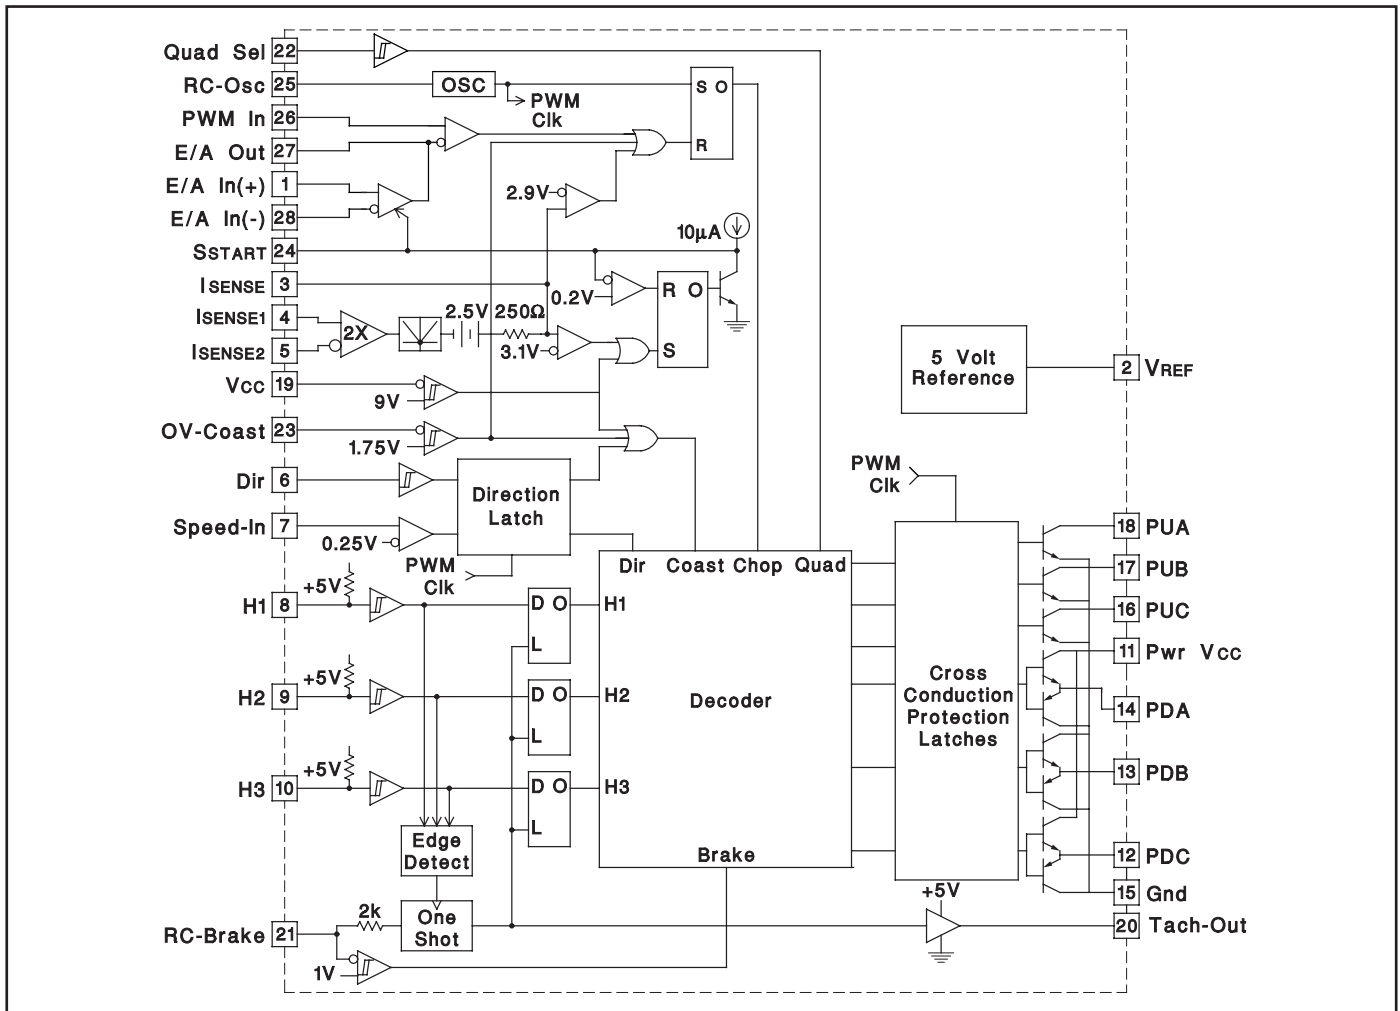 Quad Sel 22
RC-Osc 25 OSC S O
PWM Clk
PWM In 26
E/A Out 27 R
E/A In(+) 1
2.9V
E/A In(-) 28
10µA
SSTART 24
ISENSE 3
0.2V R O
ISENSE1 4 2X 2.5V 250Ω
3.1V S
ISENSE2 5
5 Volt
Reference
2 VREF
VCC 19
9V
OV-Coast 23
1.75V
PWM
Clk
Dir 6
Direction
Latch
Speed-In 7
0.25V
PWM
Clk
Dir Coast Chop Quad
18 PUA
17 PUB
16 PUC
11 Pwr VCC
14 PDA
13 PDB
12 PDC
15 Gnd
+5V
H1 8 D O H1
L
+5V
H2 9 D O H2
L
Decoder
Cross
Conduction
Protection
Latches
+5V
H3 10 D O H3
L
Edge
Detect
Brake
+5V
2k
One
Shot
RC-Brake 21
1V
20 Tach-Out